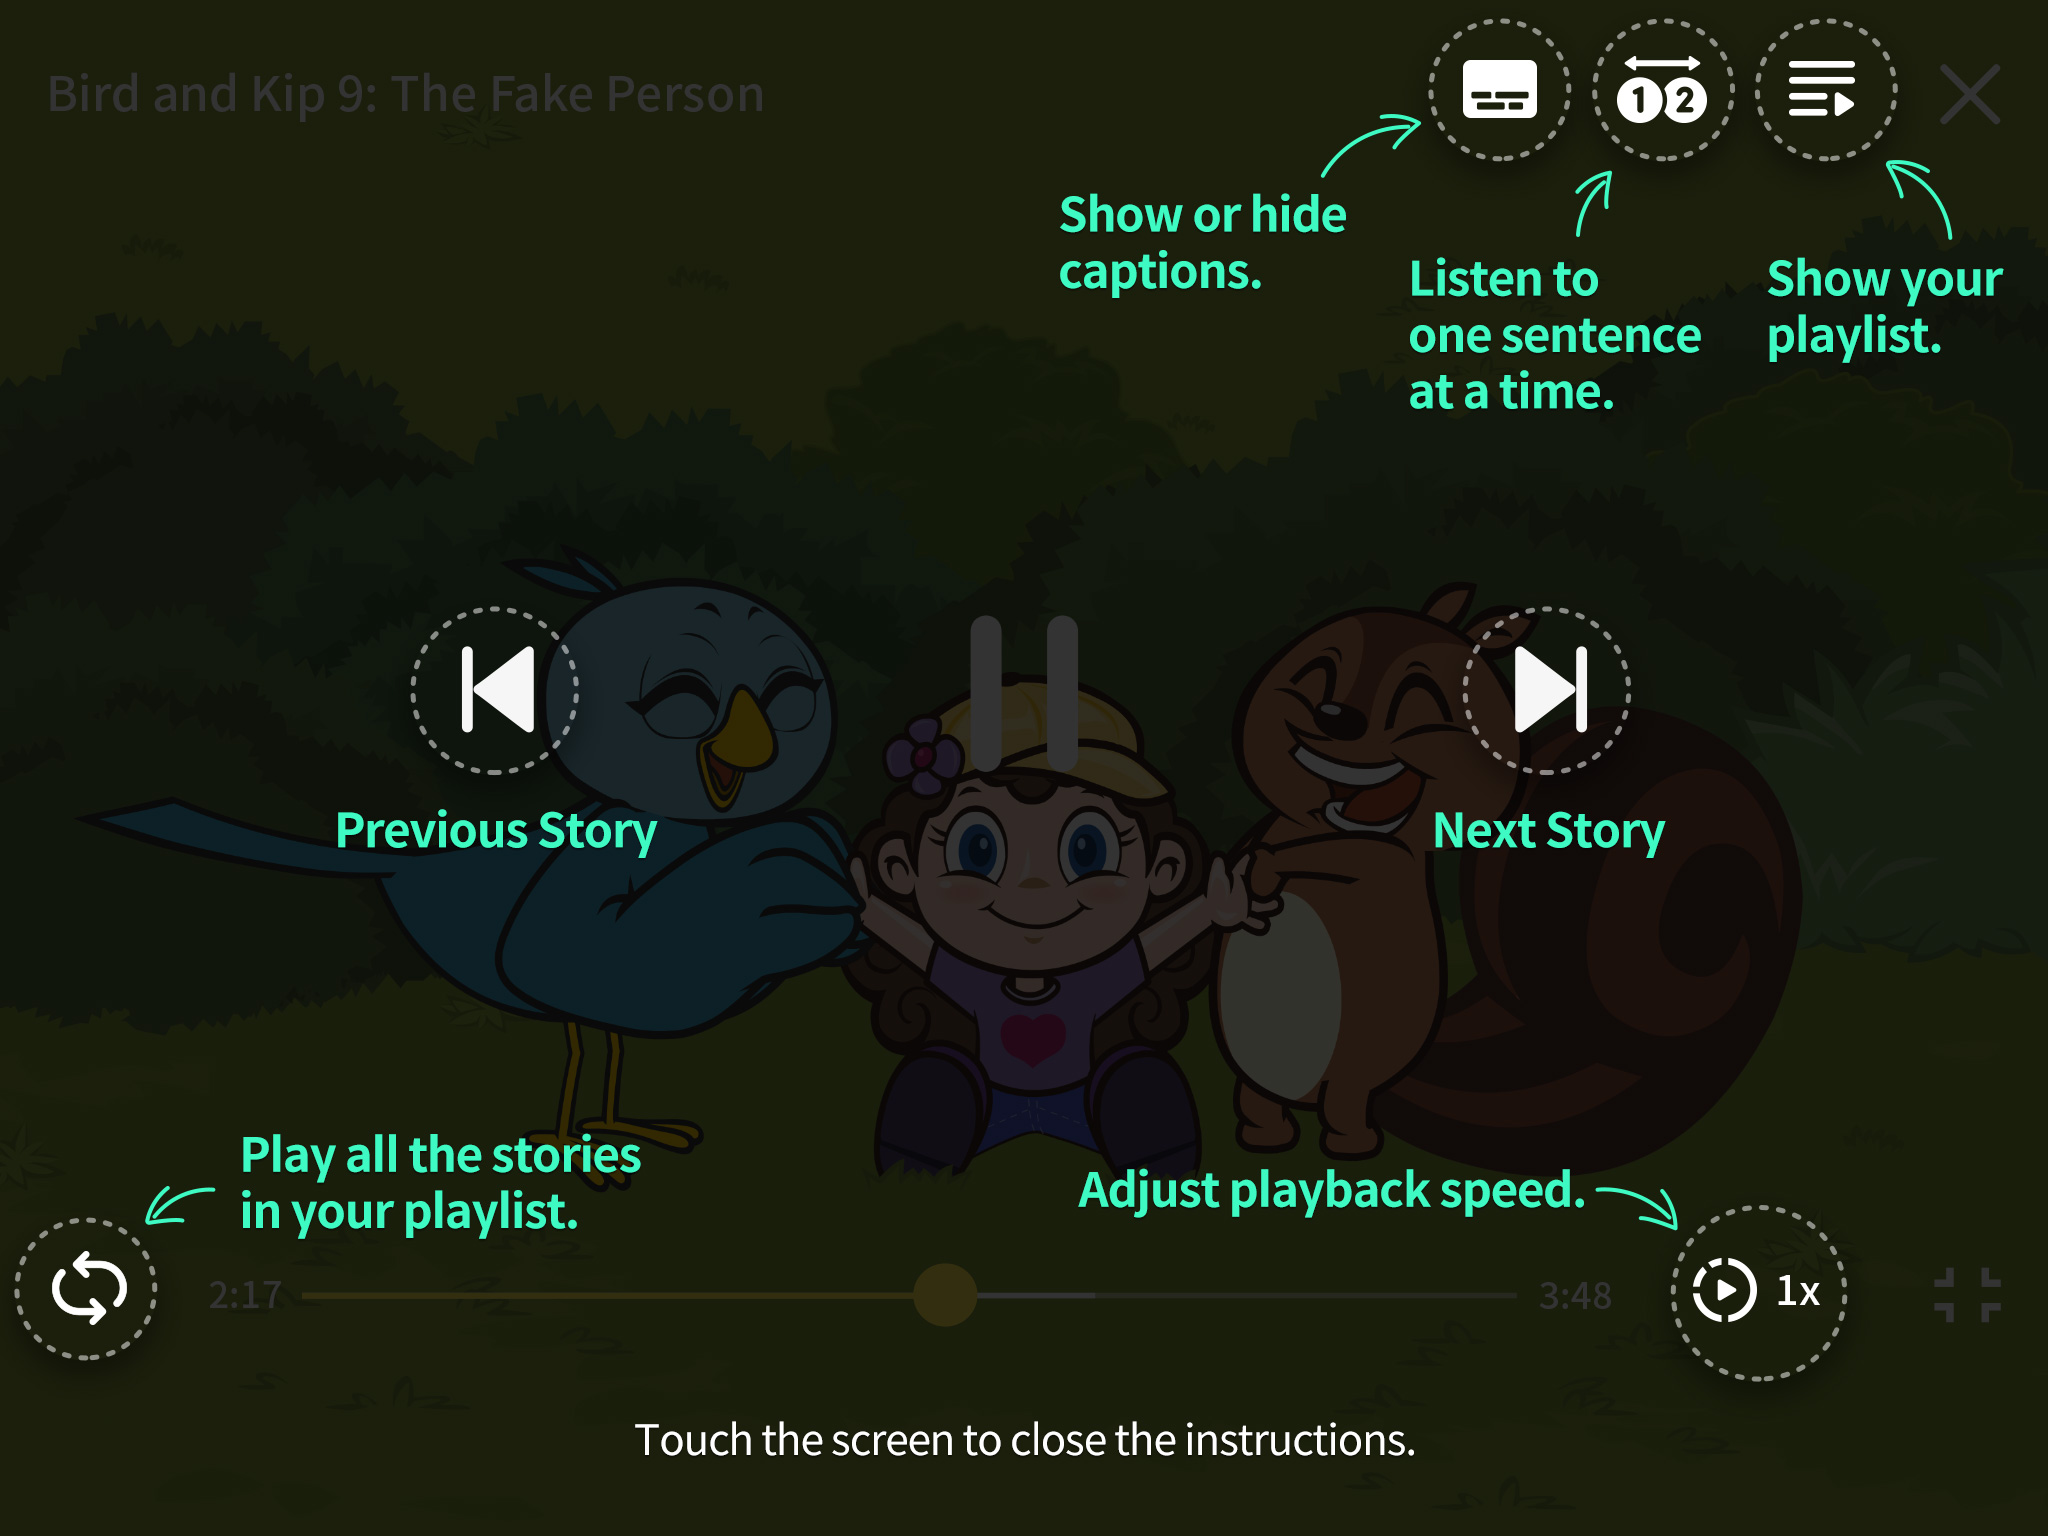 Bird and Kip 9: The Fake Person
1 2
Show or hide
captions.
Listen to
one sentence
at a time.
Show your
playlist.
Previous Story
Next Story
Play all the stories
in your playlist.
Adjust playback speed.
2:17
3:48
1x
Touch the screen to close the instructions.